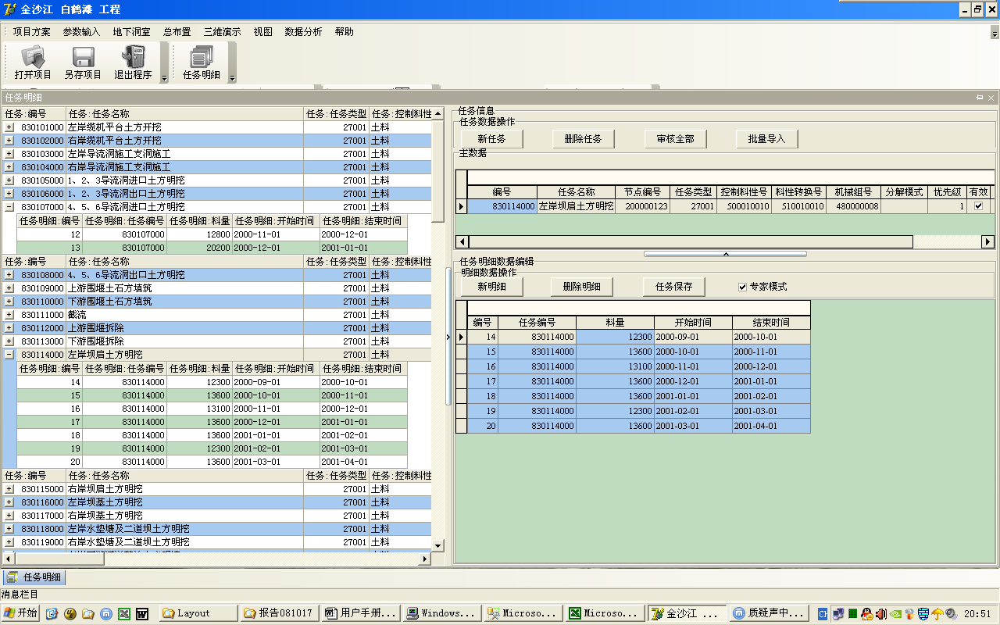 金沙江 白鹤滩 工程
项目方案 参数输入 地下洞室 总布置 三维演示 视图 数据分析 帮助
打开项目 另存项目 退出程序 任务明细
任务明细
任务:编号 任务:任务名称 任务:任务类型 任务:控制料性
830101000 左岸缆机平台土方开挖 27001 土料
830102000 右岸缆机平台土方开挖 27001 土料
830103000 左岸导流洞施工支洞施工 27001 土料
830104000 右岸导流洞施工支洞施工 27001 土料
830105000 1、2、3导流洞进口土方明挖 27001 土料
830106000 1、2、3导流洞出口土方明挖 27001 土料
830107000 4、5、6导流洞进口土方明挖 27001 土料
任务明细:编号 任务明细:任务编号 任务明细:料量 任务明细:开始时间 任务明细:结束时间
12 830107000 12800 2000-11-01 2000-12-01
13 830107000 20200 2000-12-01 2001-01-01
任务:编号 任务:任务名称 任务:任务类型 任务:控制料性
830108000 4、5、6导流洞出口土方明挖 27001 土料
830109000 上游围堰土石方填筑 27001 土料
830110000 下游围堰土石方填筑 27001 土料
830111000 截流 27001 土料
830112000 上游围堰拆除 27001 土料
830113000 下游围堰拆除 27001 土料
830114000 左岸坝肩土方明挖 27001 土料
任务明细:编号 任务明细:任务编号 任务明细:料量 任务明细:开始时间 任务明细:结束时间
14 830114000 12300 2000-09-01 2000-10-01
15 830114000 13600 2000-10-01 2000-11-01
16 830114000 13100 2000-11-01 2000-12-01
17 830114000 13600 2000-12-01 2001-01-01
18 830114000 13600 2001-01-01 2001-02-01
19 830114000 12300 2001-02-01 2001-03-01
20 830114000 13600 2001-03-01 2001-04-01
任务:编号 任务:任务名称 任务:任务类型 任务:控制料性
830115000 右岸坝肩土方明挖 27001 土料
830116000 左岸坝基土方明挖 27001 土料
830117000 右岸坝基土方明挖 27001 土料
830118000 左岸水垫塘及二道坝土方明挖 27001 土料
830119000 右岸水垫塘及二道坝土方明挖 27001 土料
任务信息
任务数据操作
新任务 删除任务 审核全部 批量导入
主数据
编号 任务名称 节点编号 任务类型 控制料性号 料性转换号 机械组号 分解模式 优先级 有效
830114000 左岸坝肩土方明挖 200000123 27001 500010010 510010010 480000008 1
任务明细数据编辑
明细数据操作
新明细 删除明细 任务保存 专家模式
编号 任务编号 料量 开始时间 结束时间
14 830114000 12300 2000-09-01 2000-10-01
15 830114000 13600 2000-10-01 2000-11-01
16 830114000 13100 2000-11-01 2000-12-01
17 830114000 13600 2000-12-01 2001-01-01
18 830114000 13600 2001-01-01 2001-02-01
19 830114000 12300 2001-02-01 2001-03-01
20 830114000 13600 2001-03-01 2001-04-01
任务明细
消息栏目
开始 Layout 报告081017 用户手册... Windows... Microso... Microso... 金沙江 ... 质疑声中... 20:51